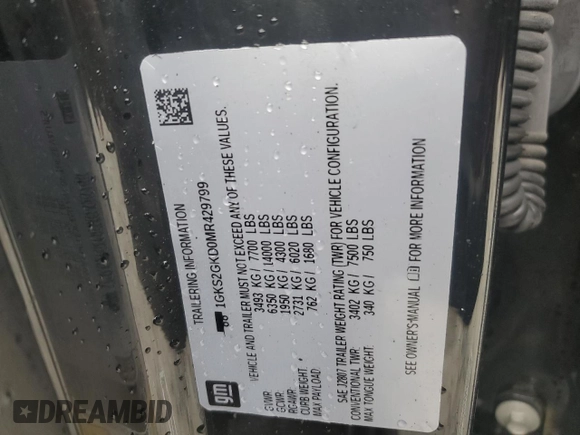 TRAILERING INFORMATION
1GKS2GKD0MR429799
VEHICLE AND TRAILER MUST NOT EXCEED ANY OF THESE VALUES.
GVWR: 3493 KG / 7700 LBS
GCWR: 6350 KG / 14000 LBS
RGAWR: 1950 KG / 4300 LBS
CURB WEIGHT: 2731 KG / 6020 LBS
MAX PAYLOAD: 762 KG / 1680 LBS
SAE J2807 TRAILER WEIGHT RATING (TWR) FOR VEHICLE CONFIGURATION.
CONVENTIONAL TWR: 3402 KG / 7500 LBS
MAX TONGUE WEIGHT: 340 KG / 750 LBS
SEE OWNER'S MANUAL FOR MORE INFORMATION
gm
DREAMBID